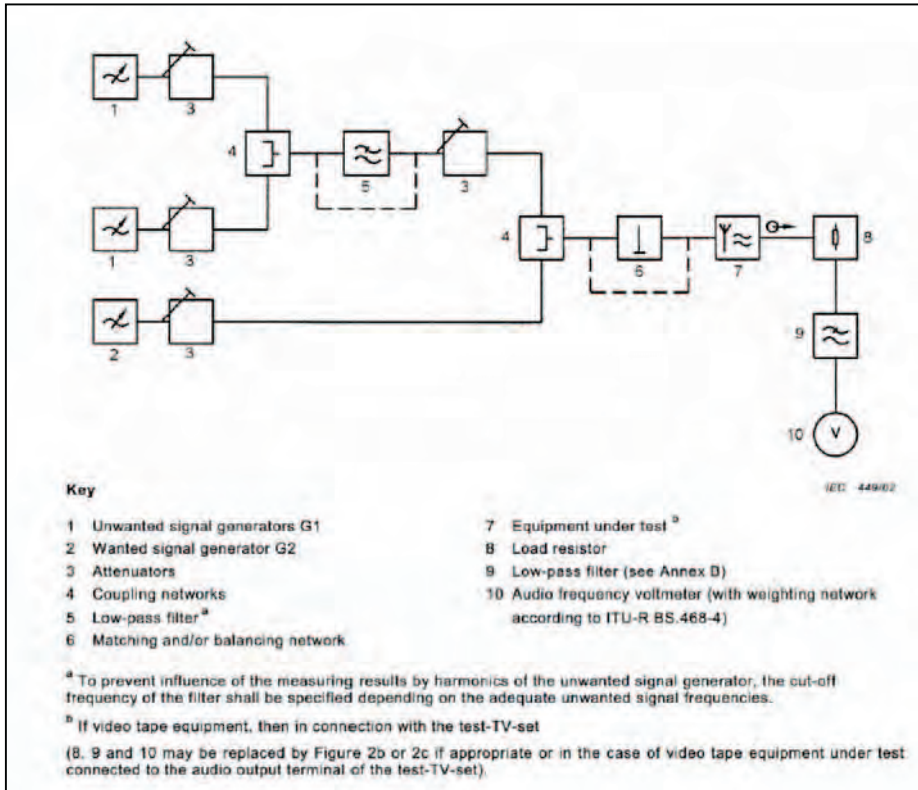 1
3
4
5
3
1
3
4
6
7
8
2
3
9
10
V
IEC 449/02
Key
1 Unwanted signal generators G1
2 Wanted signal generator G2
3 Attenuators
4 Coupling networks
5 Low-pass filter a
6 Matching and/or balancing network
7 Equipment under test b
8 Load resistor
9 Low-pass filter (see Annex D)
10 Audio frequency voltmeter (with weighting network
according to ITU-R BS.468-4)
a To prevent influence of the measuring results by harmonics of the unwanted signal generator, the cut-off
frequency of the filter shall be specified depending on the adequate unwanted signal frequencies.
b If video tape equipment, then in connection with the test-TV-set
(8, 9 and 10 may be replaced by Figure 2b or 2c if appropriate or in the case of video tape equipment under test
connected to the audio output terminal of the test-TV-set).